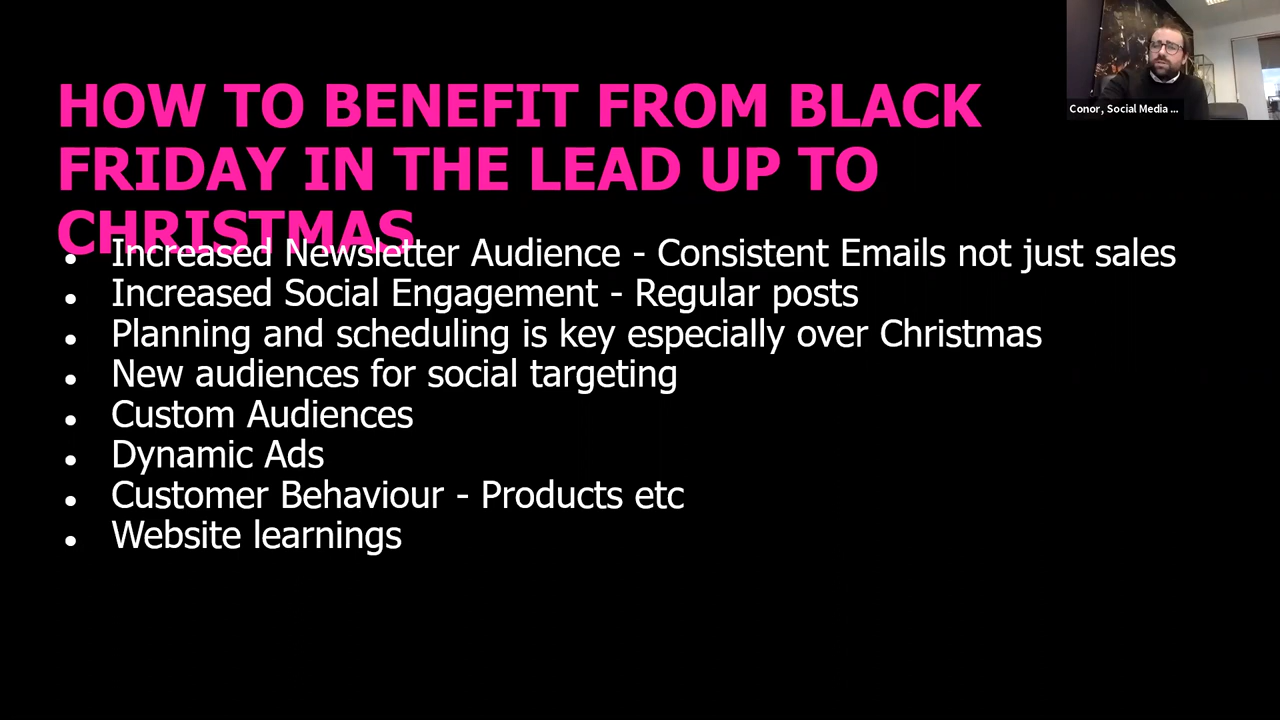 HOW TO BENEFIT FROM BLACK
FRIDAY IN THE LEAD UP TO
CHRISTMAS
• Increased Newsletter Audience - Consistent Emails not just sales
• Increased Social Engagement - Regular posts
• Planning and scheduling is key especially over Christmas
• New audiences for social targeting
• Custom Audiences
• Dynamic Ads
• Customer Behaviour - Products etc
• Website learnings
Conor, Social Media ...